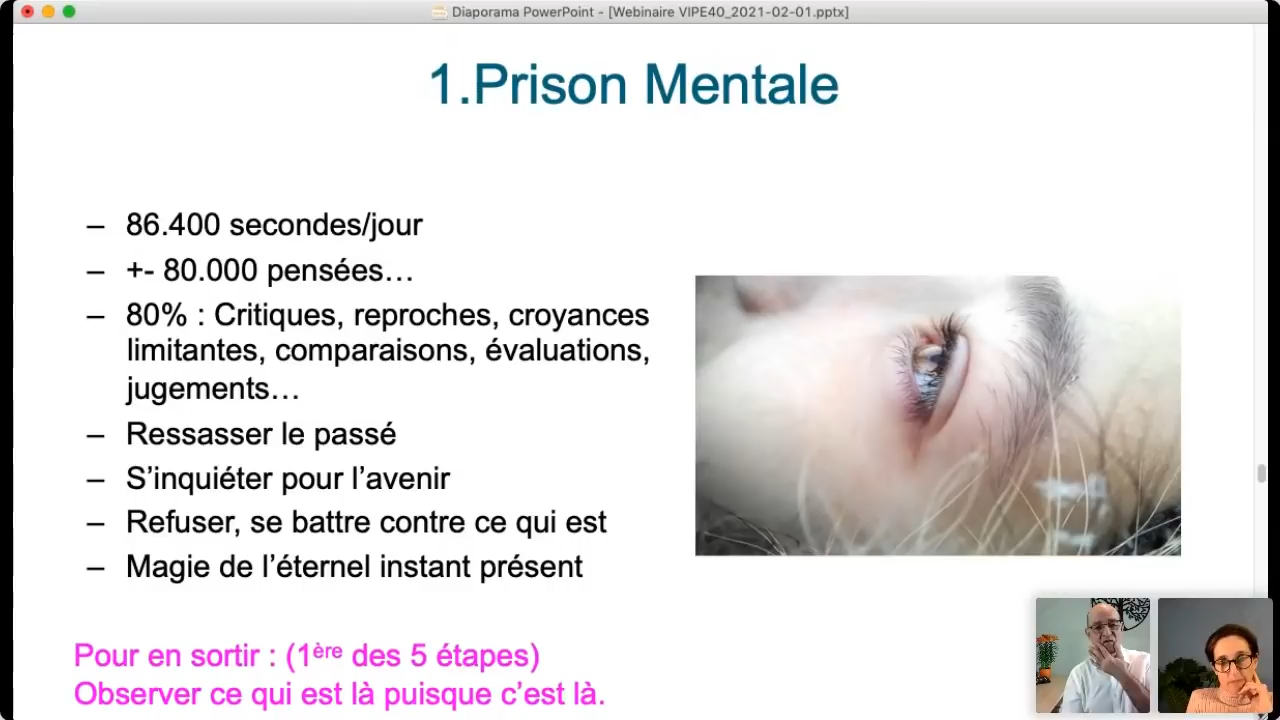 Diaporama PowerPoint - [Webinaire VIPE40_2021-02-01.pptx]
1.Prison Mentale
– 86.400 secondes/jour
– +- 80.000 pensées…
– 80% : Critiques, reproches, croyances
limitantes, comparaisons, évaluations,
jugements…
– Ressasser le passé
– S’inquiéter pour l’avenir
– Refuser, se battre contre ce qui est
– Magie de l’éternel instant présent
Pour en sortir : (1ère des 5 étapes)
Observer ce qui est là puisque c’est là.